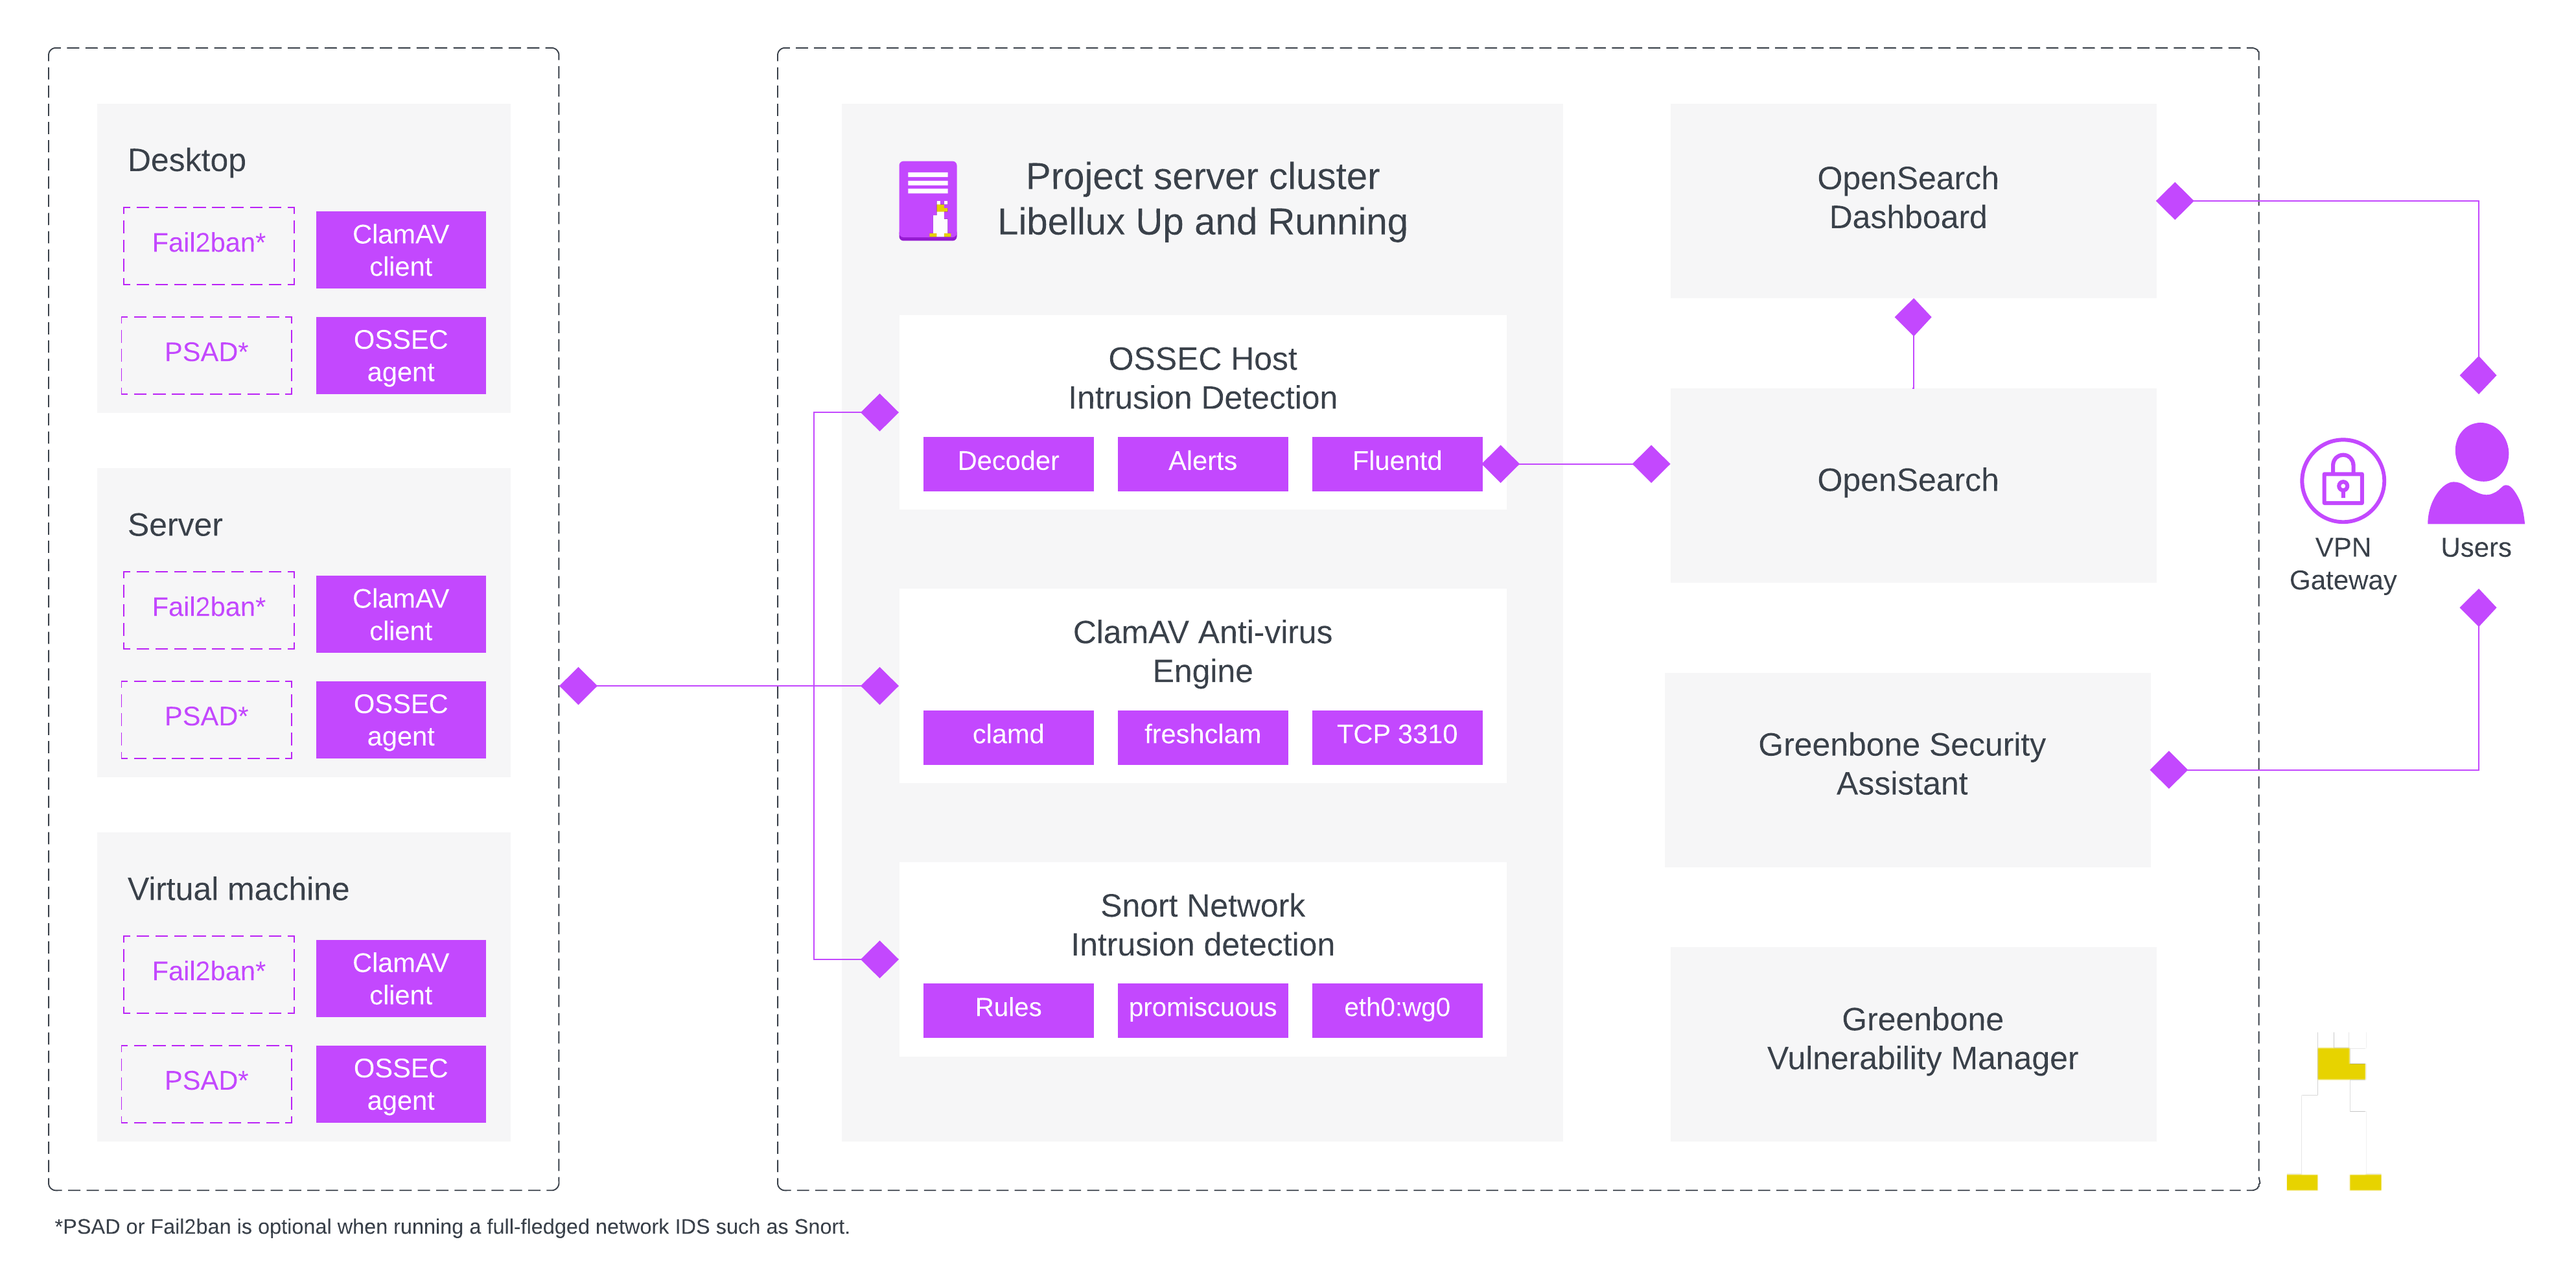 Desktop
Fail2ban*
ClamAV
client
PSAD*
OSSEC
agent
Server
Fail2ban*
ClamAV
client
PSAD*
OSSEC
agent
Virtual machine
Fail2ban*
ClamAV
client
PSAD*
OSSEC
agent
Project server cluster
Libellux Up and Running
OSSEC Host
Intrusion Detection
Decoder
Alerts
Fluentd
ClamAV Anti-virus
Engine
clamd
freshclam
TCP 3310
Snort Network
Intrusion detection
Rules
promiscuous
eth0:wg0
OpenSearch
Dashboard
OpenSearch
Greenbone Security
Assistant
Greenbone
Vulnerability Manager
VPN
Gateway
Users
*PSAD or Fail2ban is optional when running a full-fledged network IDS such as Snort.